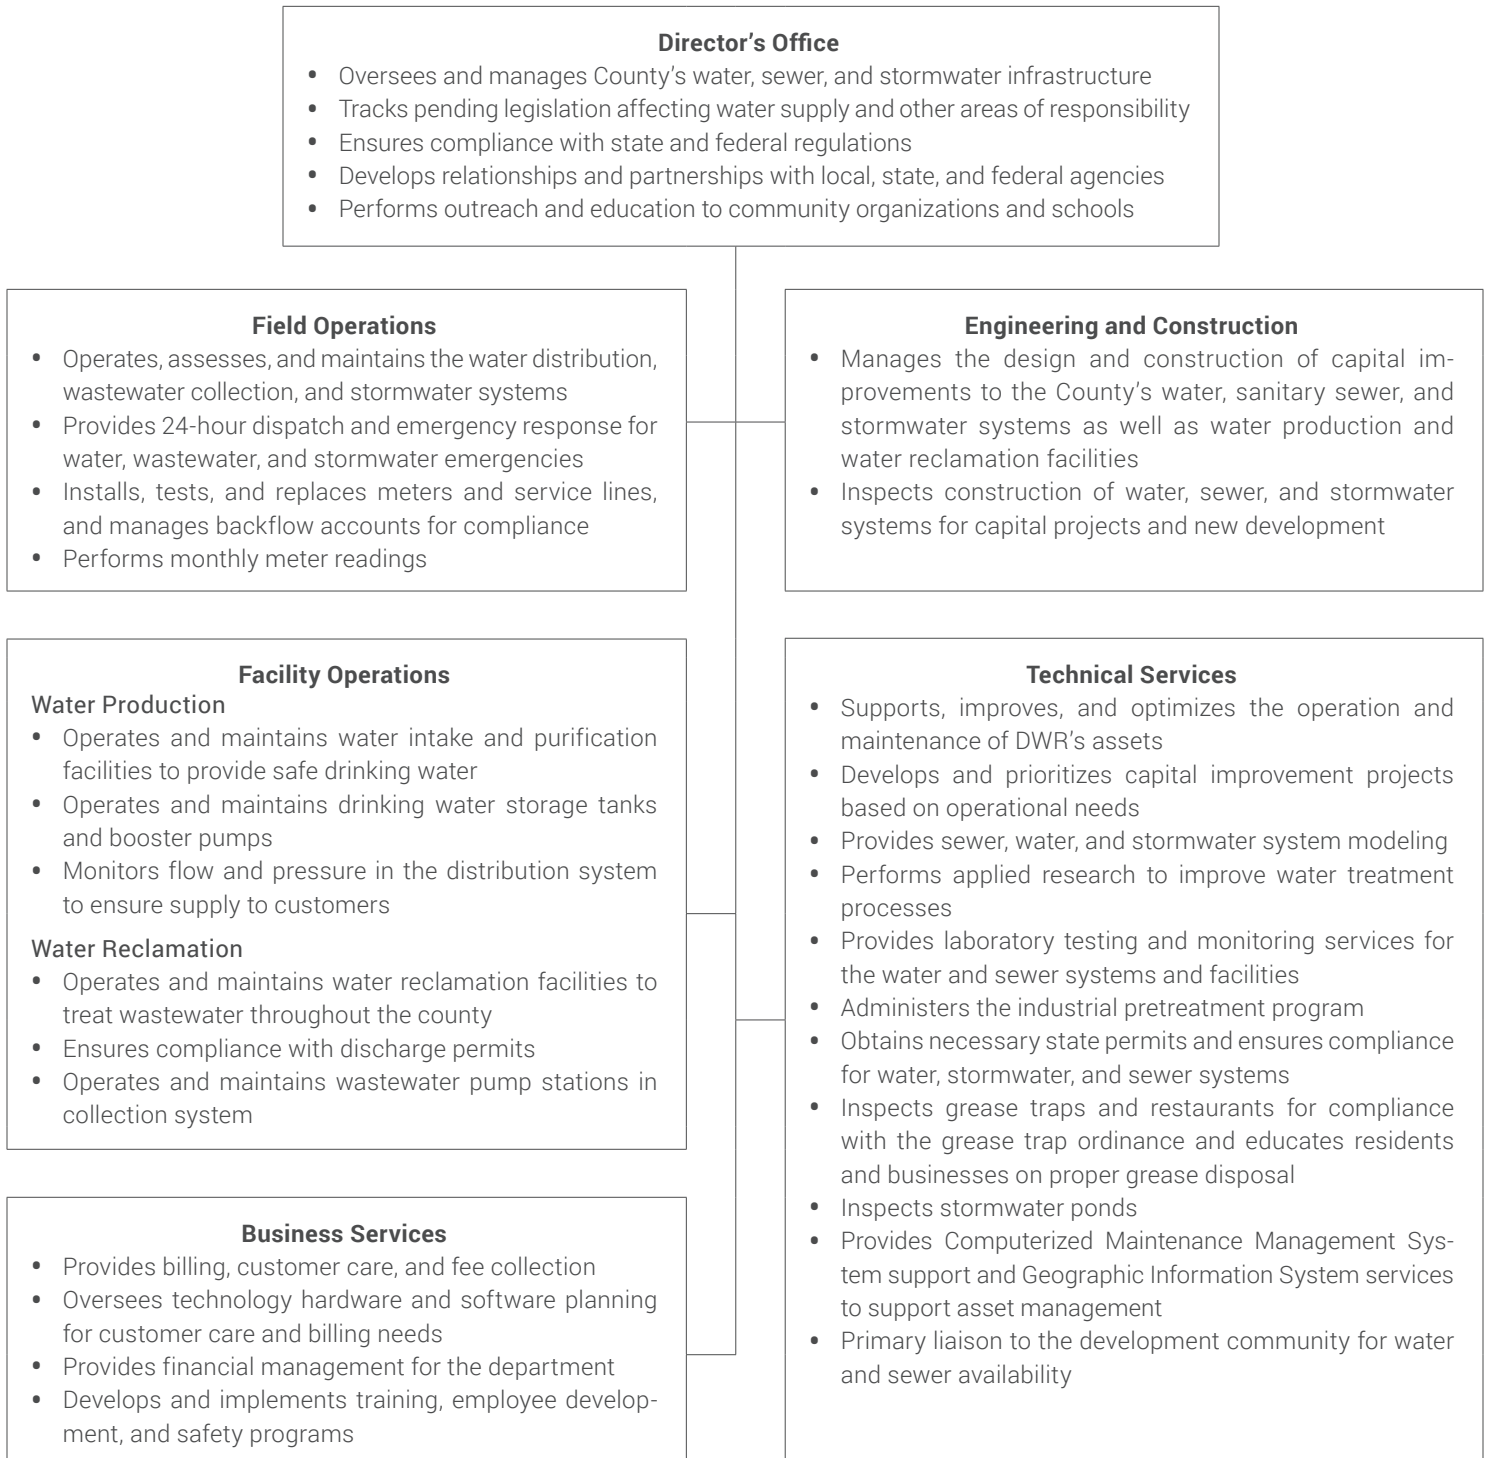 Director’s Office
• Oversees and manages County’s water, sewer, and stormwater infrastructure
• Tracks pending legislation affecting water supply and other areas of responsibility
• Ensures compliance with state and federal regulations
• Develops relationships and partnerships with local, state, and federal agencies
• Performs outreach and education to community organizations and schools
Field Operations
• Operates, assesses, and maintains the water distribution,
wastewater collection, and stormwater systems
• Provides 24-hour dispatch and emergency response for
water, wastewater, and stormwater emergencies
• Installs, tests, and replaces meters and service lines,
and manages backflow accounts for compliance
• Performs monthly meter readings
Engineering and Construction
• Manages the design and construction of capital im-
provements to the County’s water, sanitary sewer, and
stormwater systems as well as water production and
water reclamation facilities
• Inspects construction of water, sewer, and stormwater
systems for capital projects and new development
Facility Operations
Water Production
• Operates and maintains water intake and purification
facilities to provide safe drinking water
• Operates and maintains drinking water storage tanks
and booster pumps
• Monitors flow and pressure in the distribution system
to ensure supply to customers
Water Reclamation
• Operates and maintains water reclamation facilities to
treat wastewater throughout the county
• Ensures compliance with discharge permits
• Operates and maintains wastewater pump stations in
collection system
Technical Services
• Supports, improves, and optimizes the operation and
maintenance of DWR’s assets
• Develops and prioritizes capital improvement projects
based on operational needs
• Provides sewer, water, and stormwater system modeling
• Performs applied research to improve water treatment
processes
• Provides laboratory testing and monitoring services for
the water and sewer systems and facilities
• Administers the industrial pretreatment program
• Obtains necessary state permits and ensures compliance
for water, stormwater, and sewer systems
• Inspects grease traps and restaurants for compliance
with the grease trap ordinance and educates residents
and businesses on proper grease disposal
• Inspects stormwater ponds
• Provides Computerized Maintenance Management Sys-
tem support and Geographic Information System services
to support asset management
• Primary liaison to the development community for water
and sewer availability
Business Services
• Provides billing, customer care, and fee collection
• Oversees technology hardware and software planning
for customer care and billing needs
• Provides financial management for the department
• Develops and implements training, employee develop-
ment, and safety programs